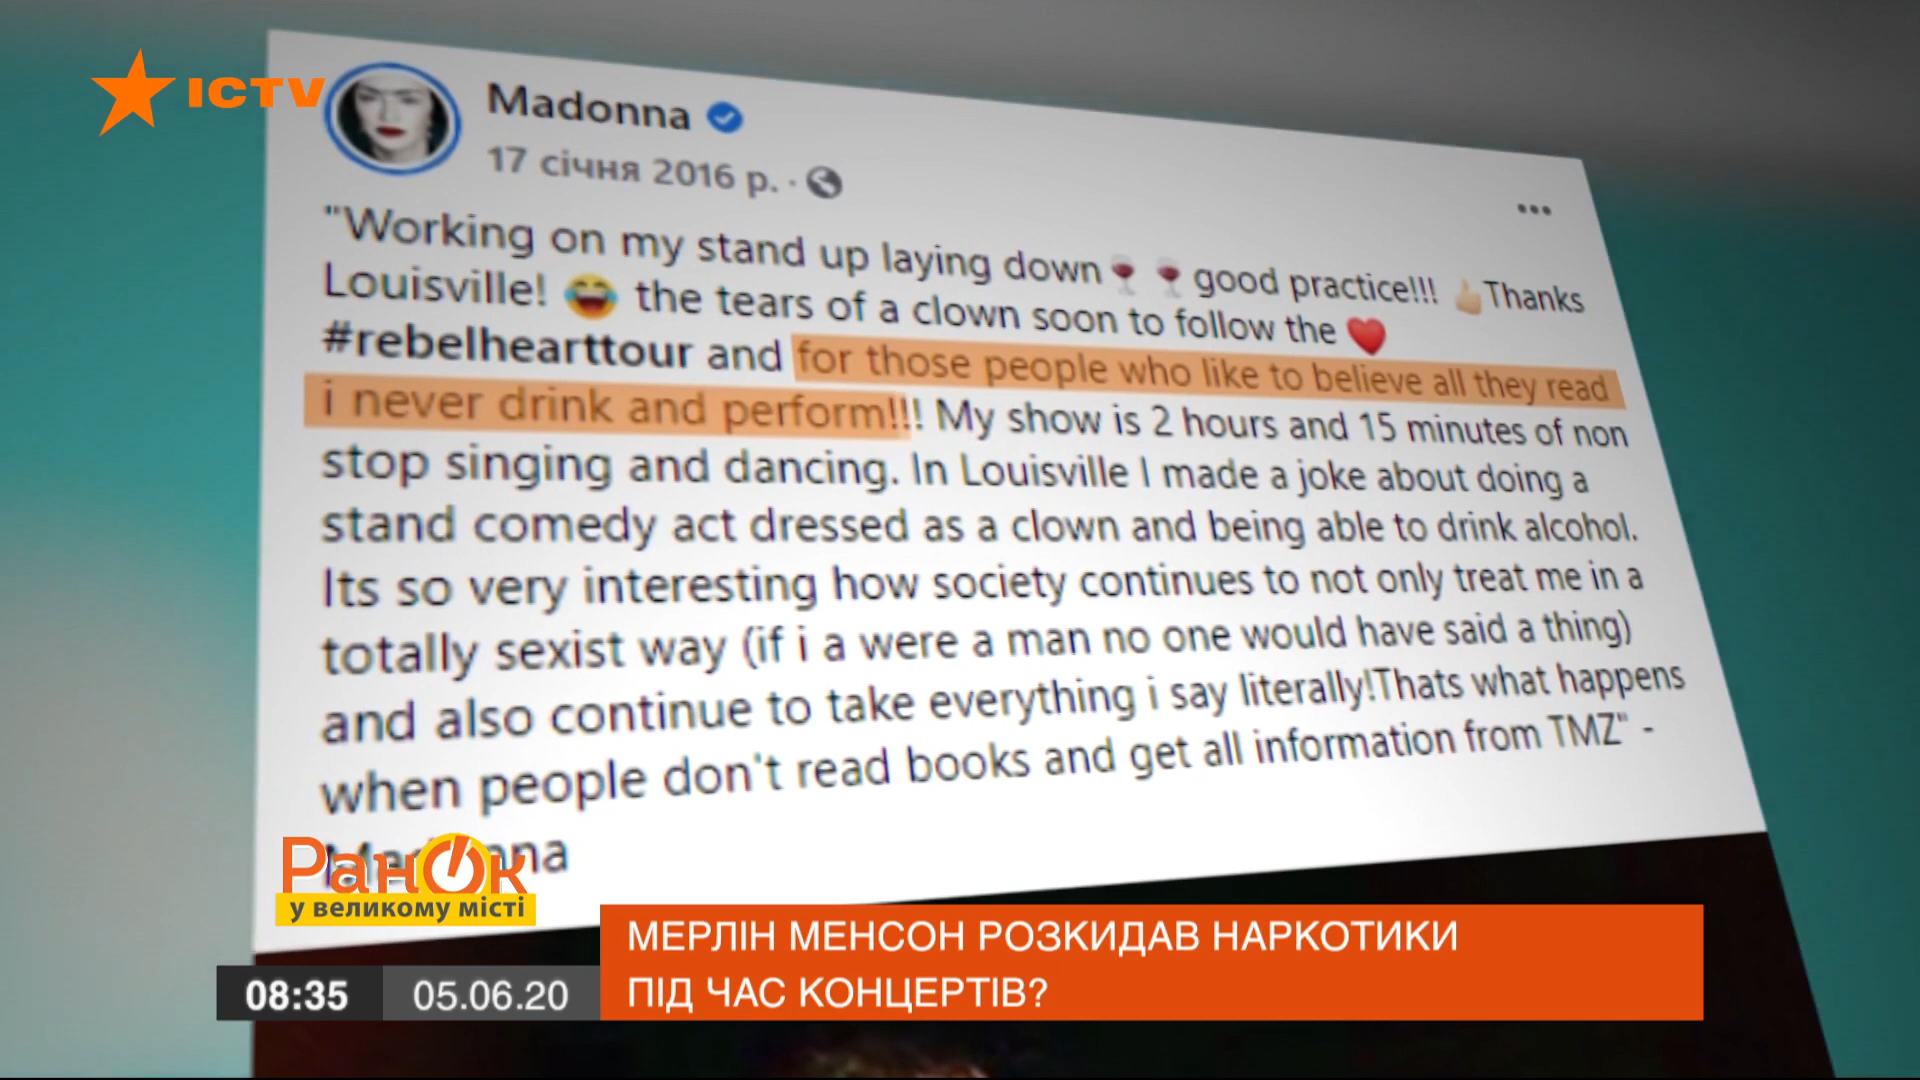 ICTV
Madonna
17 січня 2016 р. ·
"Working on my stand up laying down🍷🍷good practice!!! 👍🏻Thanks
Louisville! 😂 the tears of a clown soon to follow the ❤️
#rebelhearttour and for those people who like to believe all they read
i never drink and perform!!! My show is 2 hours and 15 minutes of non
stop singing and dancing. In Louisville I made a joke about doing a
stand comedy act dressed as a clown and being able to drink alcohol.
Its so very interesting how society continues to not only treat me in a
totally sexist way (if i a were a man no one would have said a thing)
and also continue to take everything i say literally!Thats what happens
when people don't read books and get all information from TMZ" -
Ранок
у великому місті
МЕРЛІН МЕНСОН РОЗКИДАВ НАРКОТИКИ
ПІД ЧАС КОНЦЕРТІВ?
08:35 05.06.20